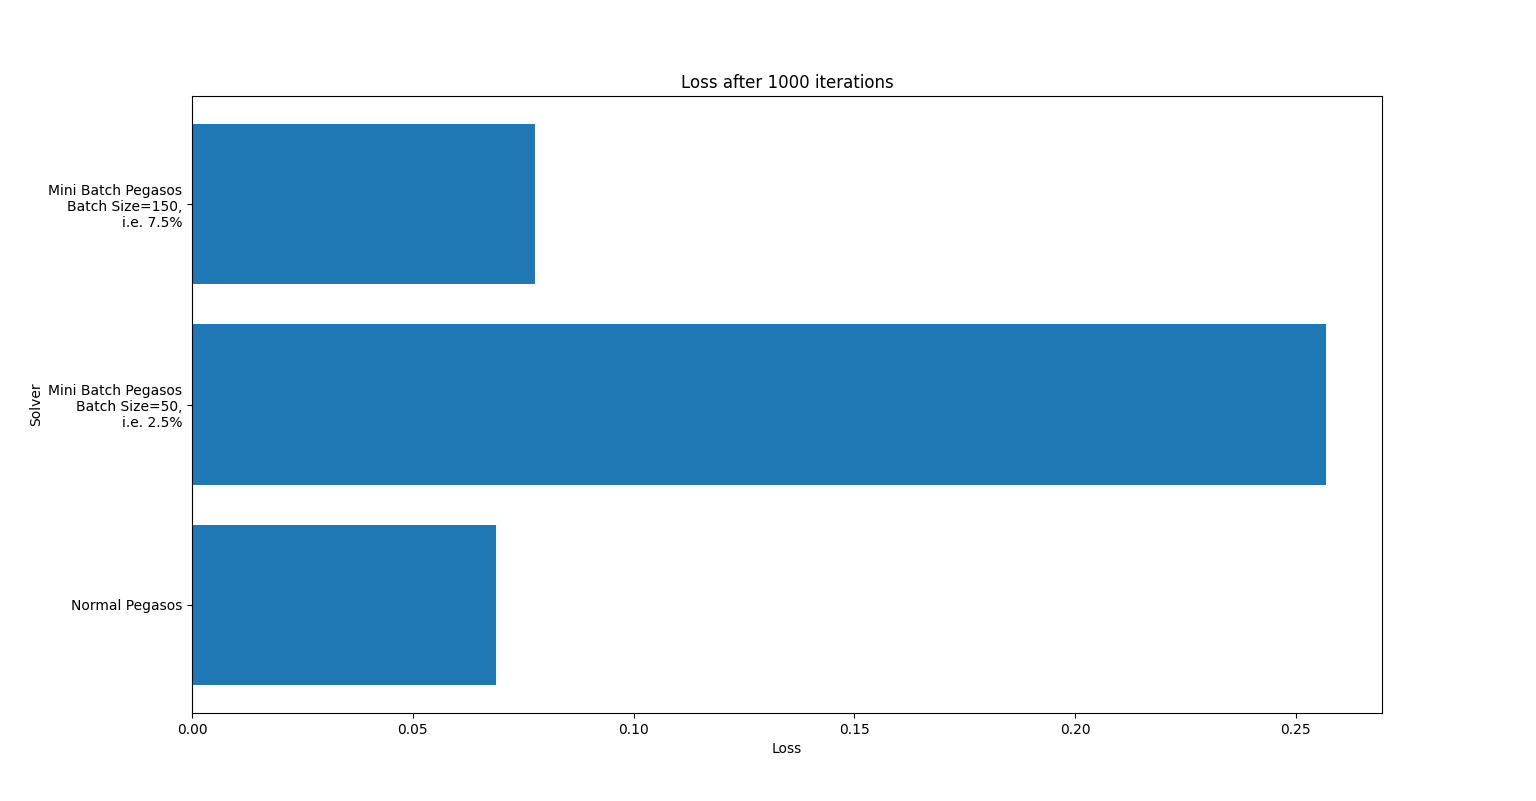 Loss after 1000 iterations
Mini Batch Pegasos
Batch Size=150,
i.e. 7.5%
Mini Batch Pegasos
Batch Size=50,
i.e. 2.5%
Solver
Normal Pegasos
0.00 0.05 0.10 0.15 0.20 0.25
Loss